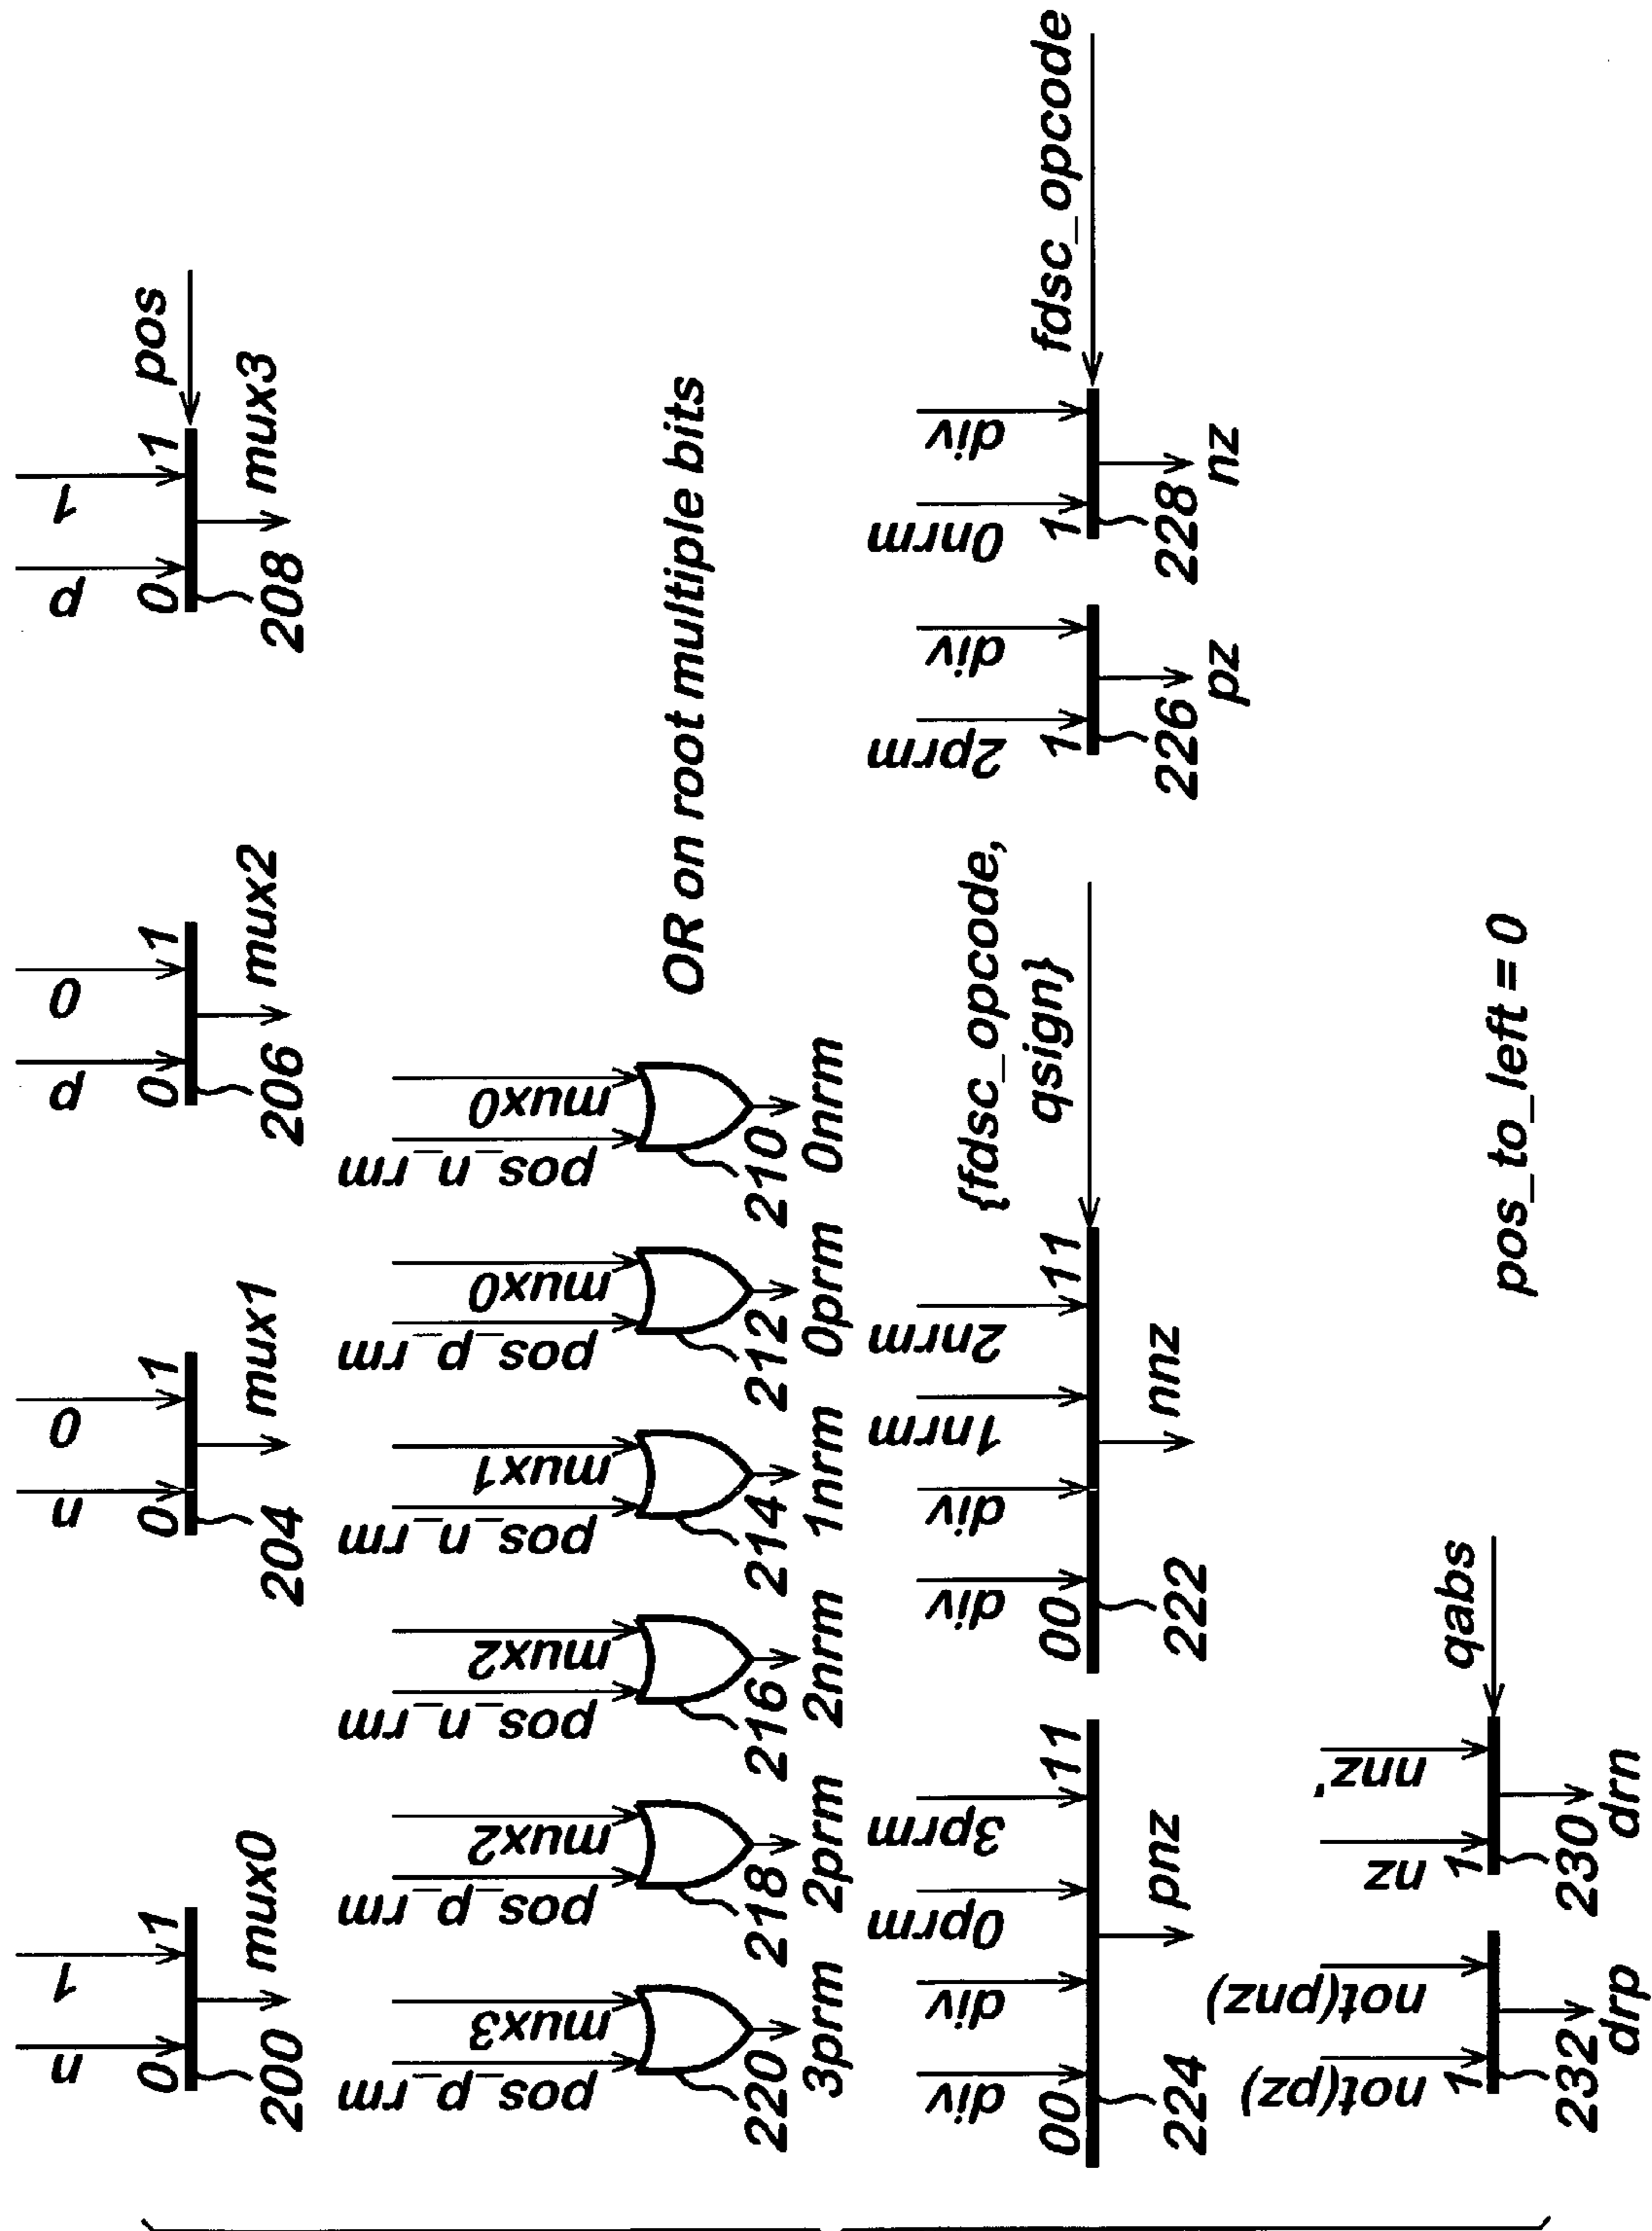 n 1 n 0 p 0 p 1 pos
0 1 0 1 0 1 0 1
200 mux0 204 mux1 206 mux2 208 mux3
pos_p_rm mux3 pos_p_rm mux2 pos_n_rm mux2 pos_n_rm mux1 pos_p_rm mux0 pos_n_rm mux0
OR on root multiple bits
220 218 216 214 212 210
3prm 2prm 2nrm 1nrm 0prm 0nrm
div div 0prm 3prm div div 1nrm 2nrm {fdsc_opcode,
qsign} 2prm div 0nrm div fdsc_opcode
00 11 00 11 1 1
224 pnz 222 nnz 226 228
pz nz
not(pz) not(pnz) nz nnz' qabs
1 1
pos_to_left = 0
232 230
drp drn